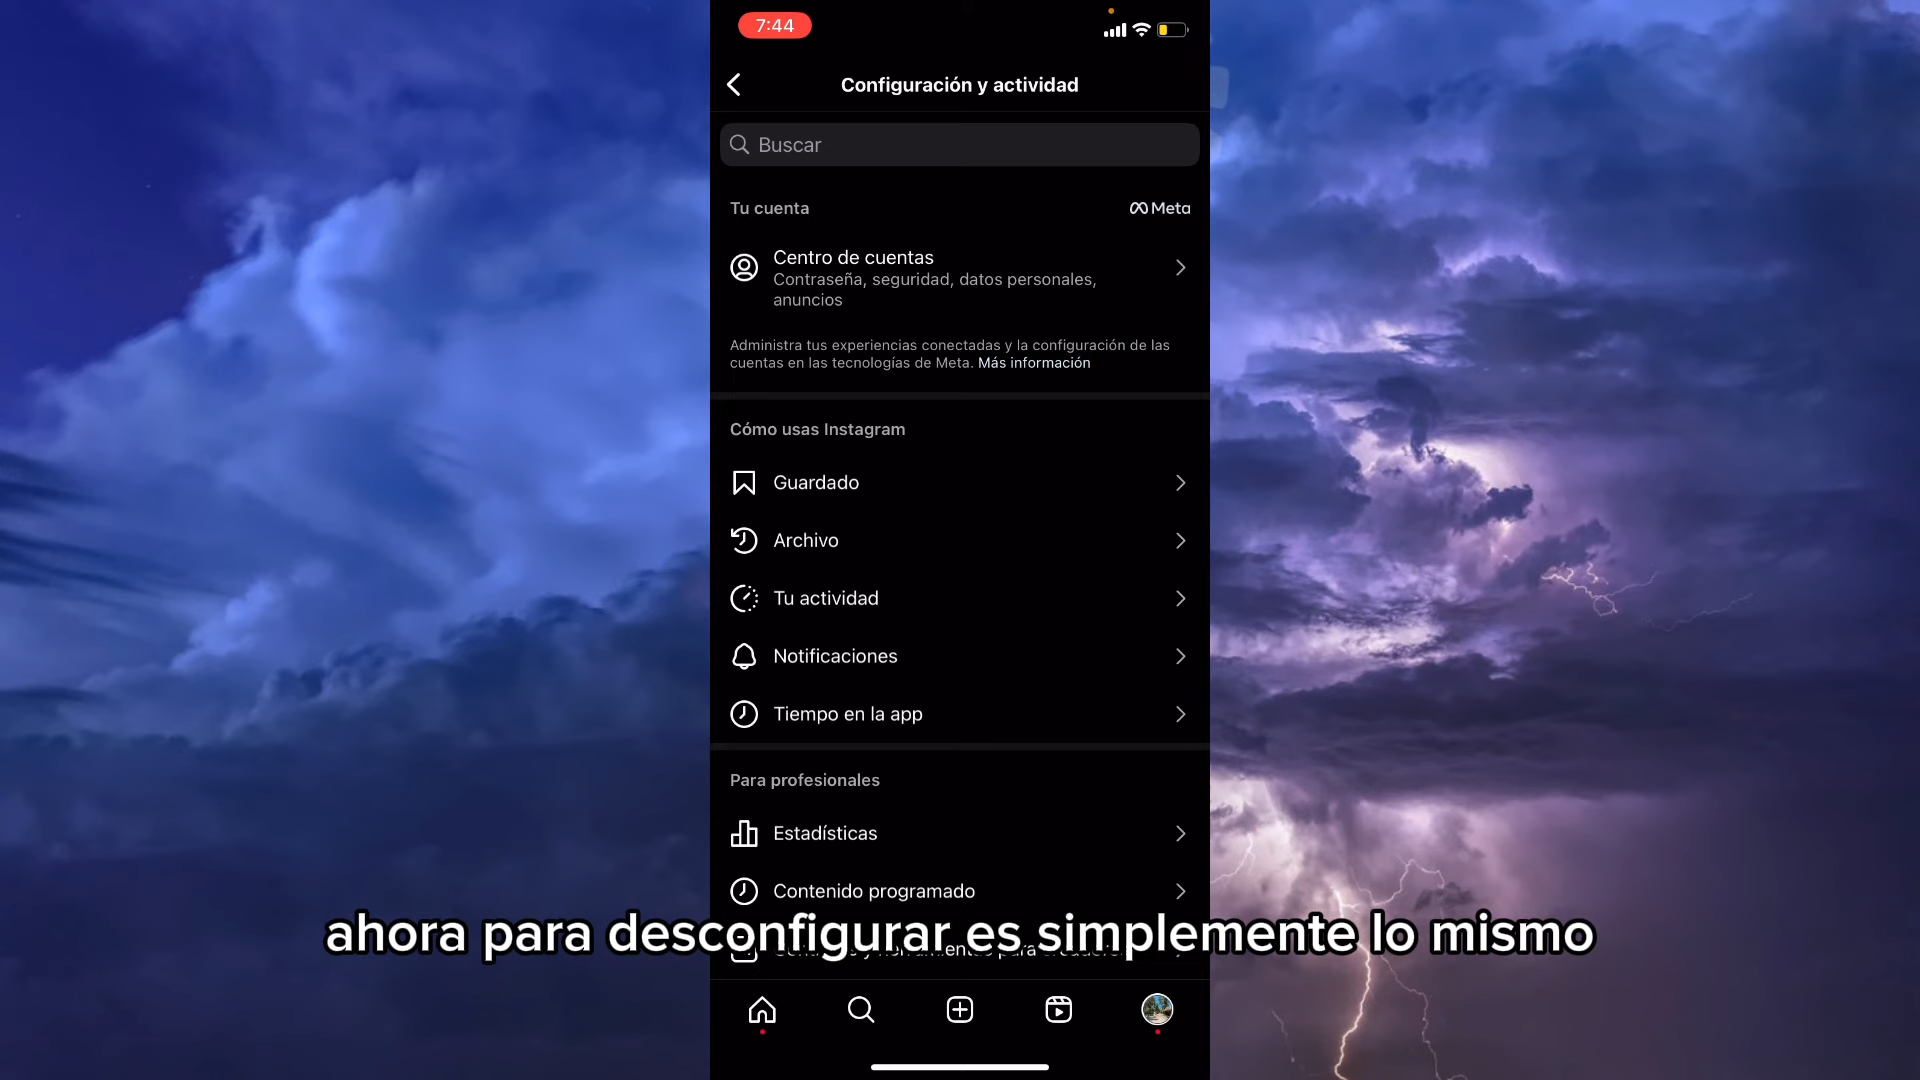 7:44
Configuración y actividad
Buscar
Tu cuenta
Meta
Centro de cuentas
Contraseña, seguridad, datos personales,
anuncios
Administra tus experiencias conectadas y la configuración de las
cuentas en las tecnologías de Meta. Más información
Cómo usas Instagram
Guardado
Archivo
Tu actividad
Notificaciones
Tiempo en la app
Para profesionales
Estadísticas
Contenido programado
ahora para desconfigurar es simplemente lo mismo